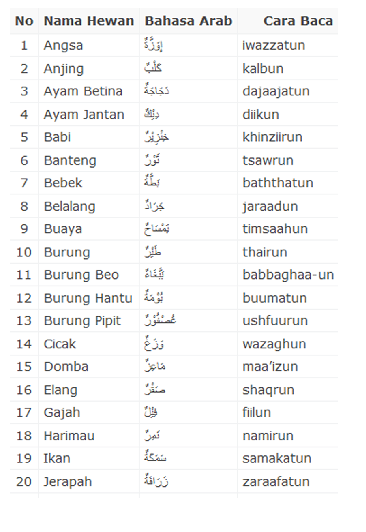 No Nama Hewan Bahasa Arab Cara Baca
1 Angsa إِوَزَّةٌ iwazzatun
2 Anjing كَلْبٌ kalbun
3 Ayam Betina دَجَاجَةٌ dajaajatun
4 Ayam Jantan دِيْكٌ diikun
5 Babi خِنْزِيْرٌ khinziirun
6 Banteng ثَوْرٌ tsawrun
7 Bebek بَطَّةٌ baththatun
8 Belalang جَرَادٌ jaraadun
9 Buaya تِمْسَاحٌ timsaahun
10 Burung طَيْرٌ thairun
11 Burung Beo بَبَّغَاءٌ babbaghaa-un
12 Burung Hantu بُوْمَةٌ buumatun
13 Burung Pipit عُصْفُوْرٌ ushfuurun
14 Cicak وَزَغٌ wazaghun
15 Domba مَاعِزٌ maa'izun
16 Elang صَقْرٌ shaqrun
17 Gajah فِيْلٌ fiilun
18 Harimau نَمِرٌ namirun
19 Ikan سَمَكَةٌ samakatun
20 Jerapah زَرَافَةٌ zaraafatun